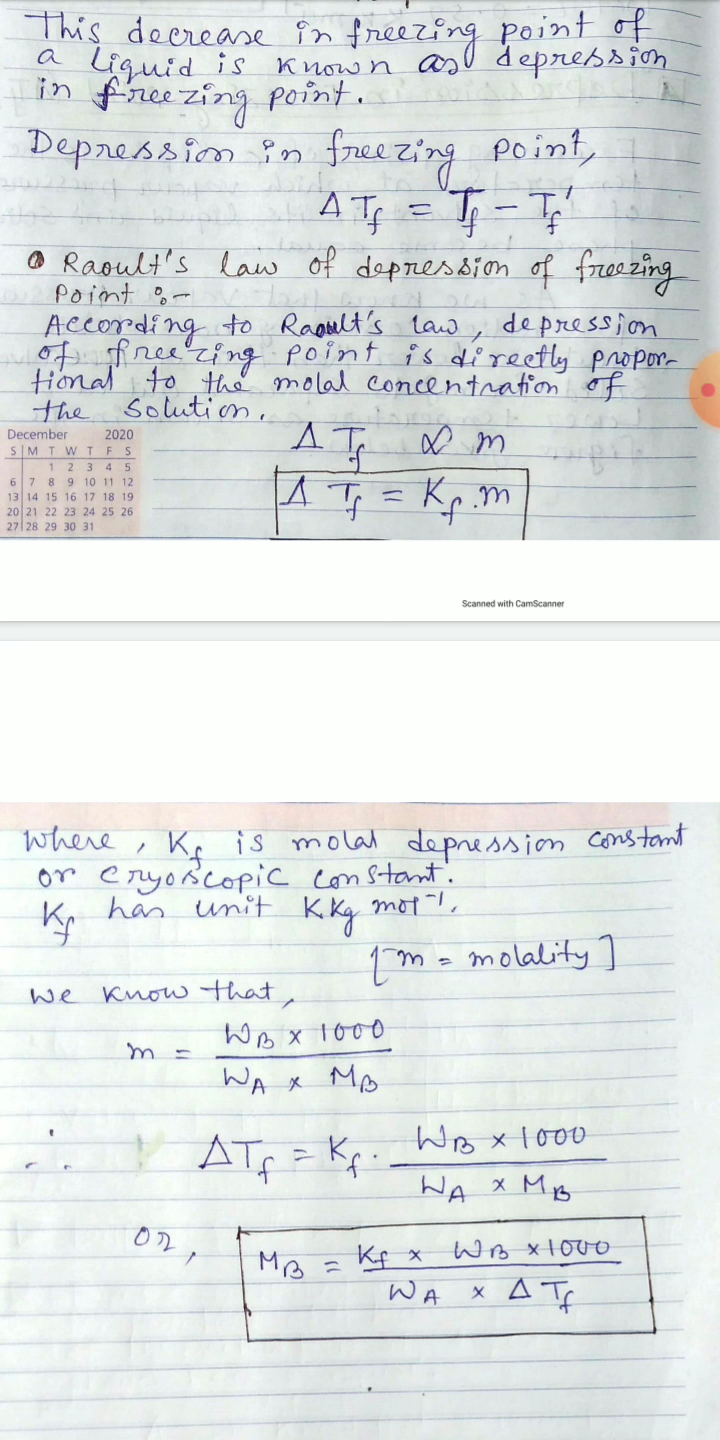 This decrease in freezing point of
a liquid is known as depression
in freezing point.
Depression in freezing point,
Δ Tf = Tf - Tf'
Raoult's law of depression of freezing
Point :-
According to Raoult's law, depression
of freezing point is directly propor-
tional to the molal concentration of
the solution.
December 2020
S M T W T F S
1 2 3 4 5
6 7 8 9 10 11 12
13 14 15 16 17 18 19
20 21 22 23 24 25 26
27 28 29 30 31
Δ Tf ∝ m
Δ Tf = Kf.m
Scanned with CamScanner
Where, Kf is molal depression constant
or cryoscopic constant.
Kf has unit K.Kg mol⁻¹.
[m = molality]
We know that,
m = WB x 1000 / WA x MB
∴ ΔTf = Kf . WB x 1000 / WA x MB
or, MB = Kf x WB x 1000 / WA x Δ Tf